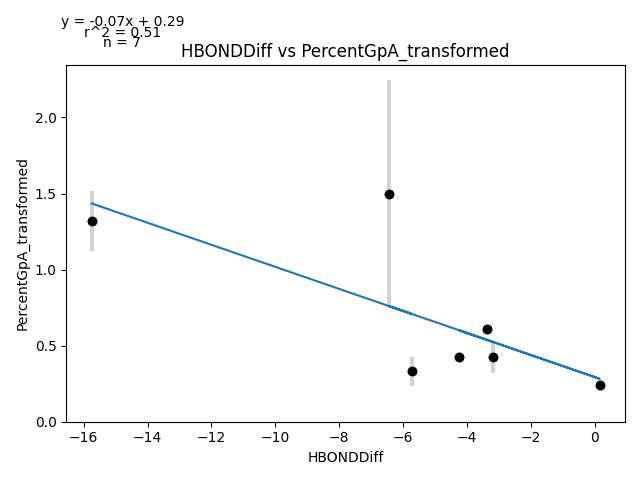 y = -0.07x + 0.29
r^2 = 0.51
n = 7
HBONDDiff vs PercentGpA_transformed
PercentGpA_transformed
2.0
1.5
1.0
0.5
0.0
−16 −14 −12 −10 −8 −6 −4 −2 0
HBONDDiff